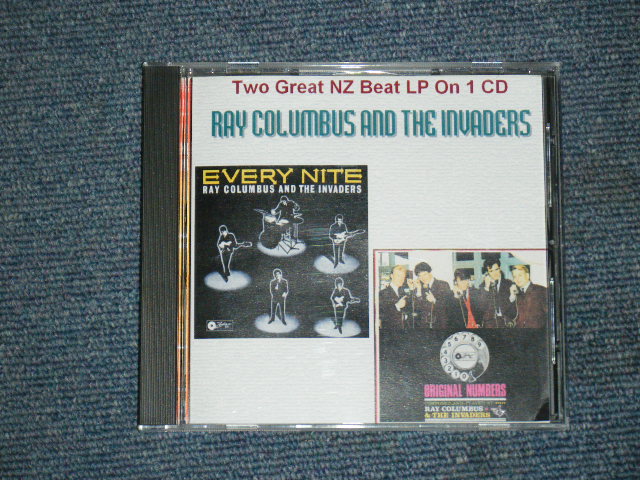 Two Great NZ Beat LP On 1 CD
RAY COLUMBUS AND THE INVADERS
EVERY NITE
RAY COLUMBUS AND THE INVADERS
ORIGINAL NUMBERS
RAY COLUMBUS
& THE INVADERS